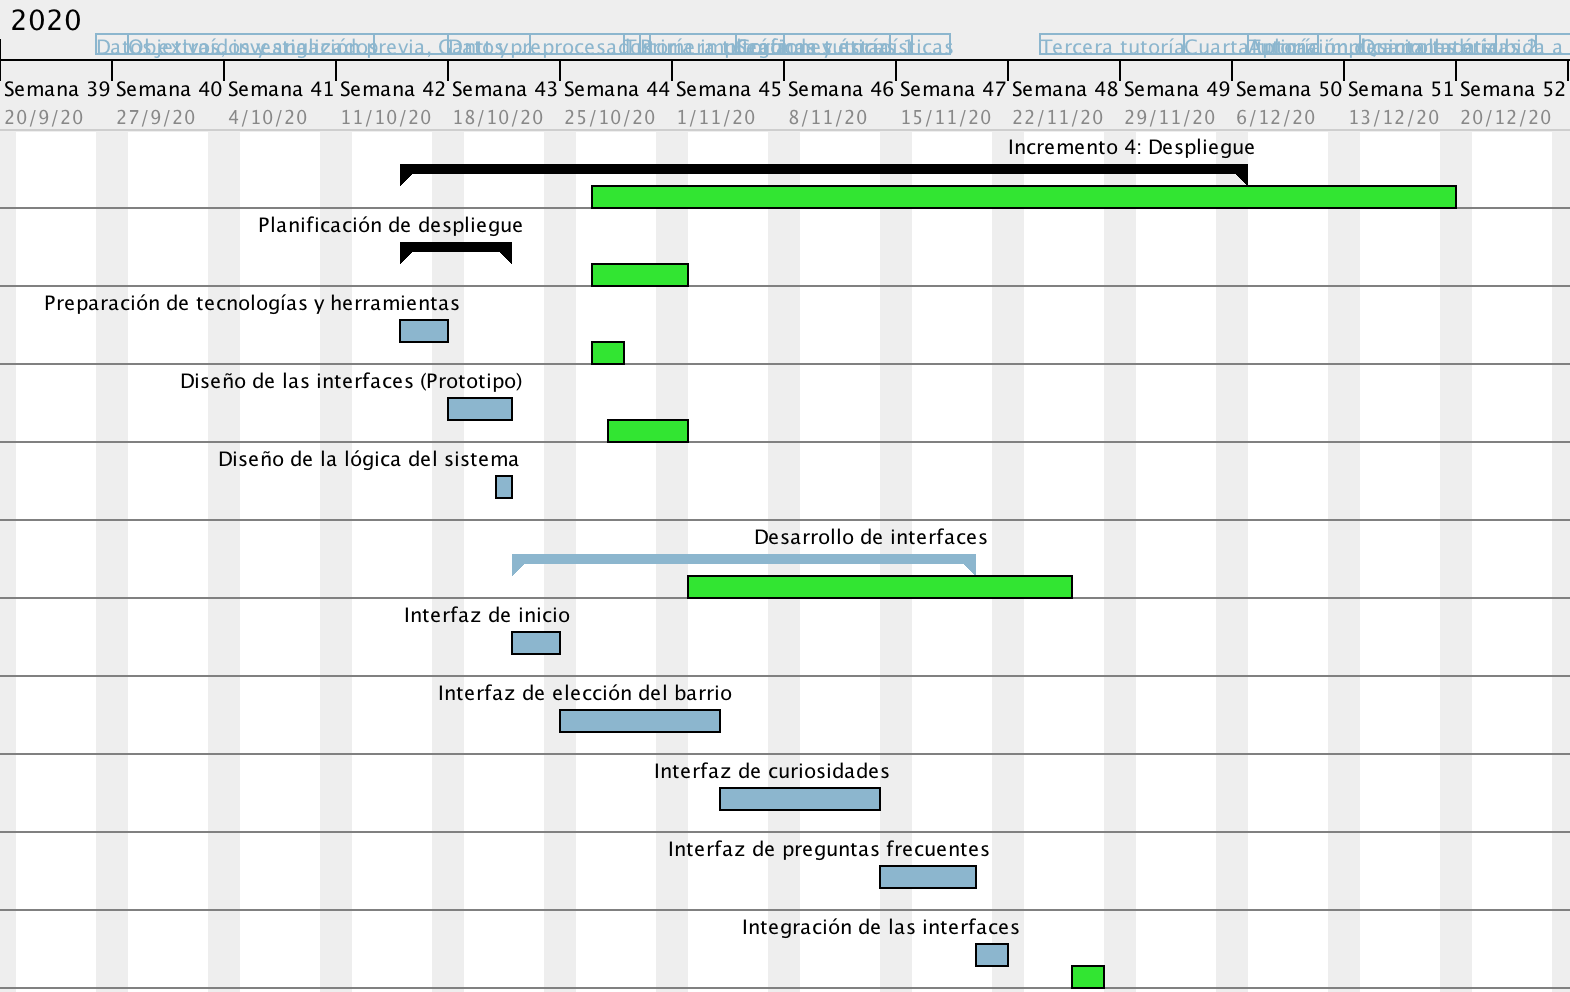 2020
Semana 39 Semana 40 Semana 41 Semana 42 Semana 43 Semana 44 Semana 45 Semana 46 Semana 47 Semana 48 Semana 49 Semana 50 Semana 51 Semana 52
20/9/20 27/9/20 4/10/20 11/10/20 18/10/20 25/10/20 1/11/20 8/11/20 15/11/20 22/11/20 29/11/20 6/12/20 13/12/20 20/12/20
Incremento 4: Despliegue
Planificación de despliegue
Preparación de tecnologías y herramientas
Diseño de las interfaces (Prototipo)
Diseño de la lógica del sistema
Desarrollo de interfaces
Interfaz de inicio
Interfaz de elección del barrio
Interfaz de curiosidades
Interfaz de preguntas frecuentes
Integración de las interfaces